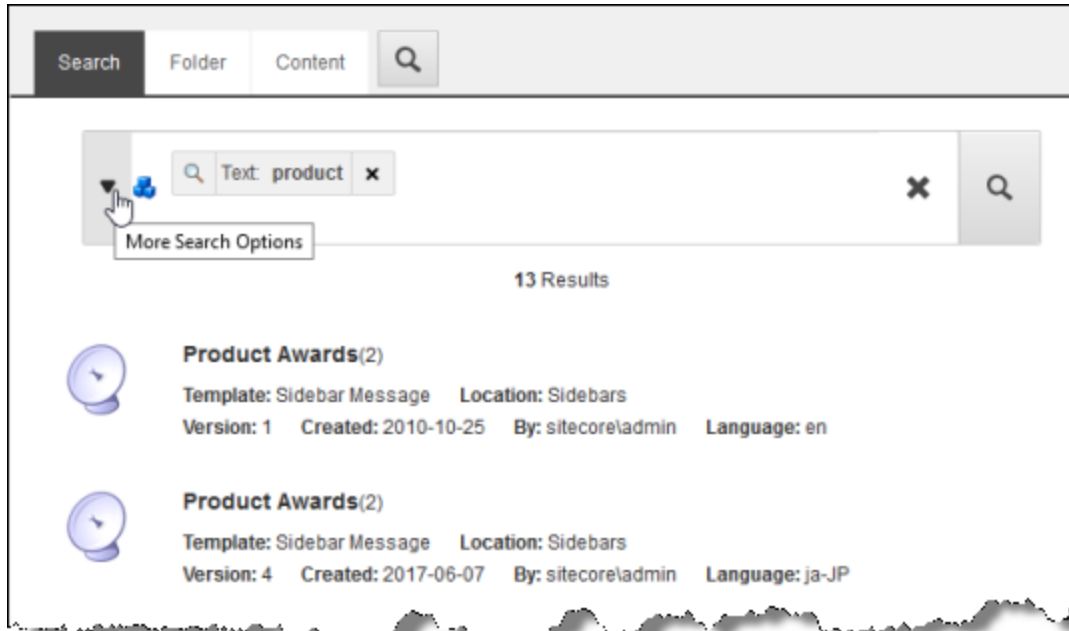 Search Folder Content
Text: product
More Search Options
13 Results
Product Awards(2)
Template: Sidebar Message Location: Sidebars
Version: 1 Created: 2010-10-25 By: sitecore\admin Language: en
Product Awards(2)
Template: Sidebar Message Location: Sidebars
Version: 4 Created: 2017-06-07 By: sitecore\admin Language: ja-JP